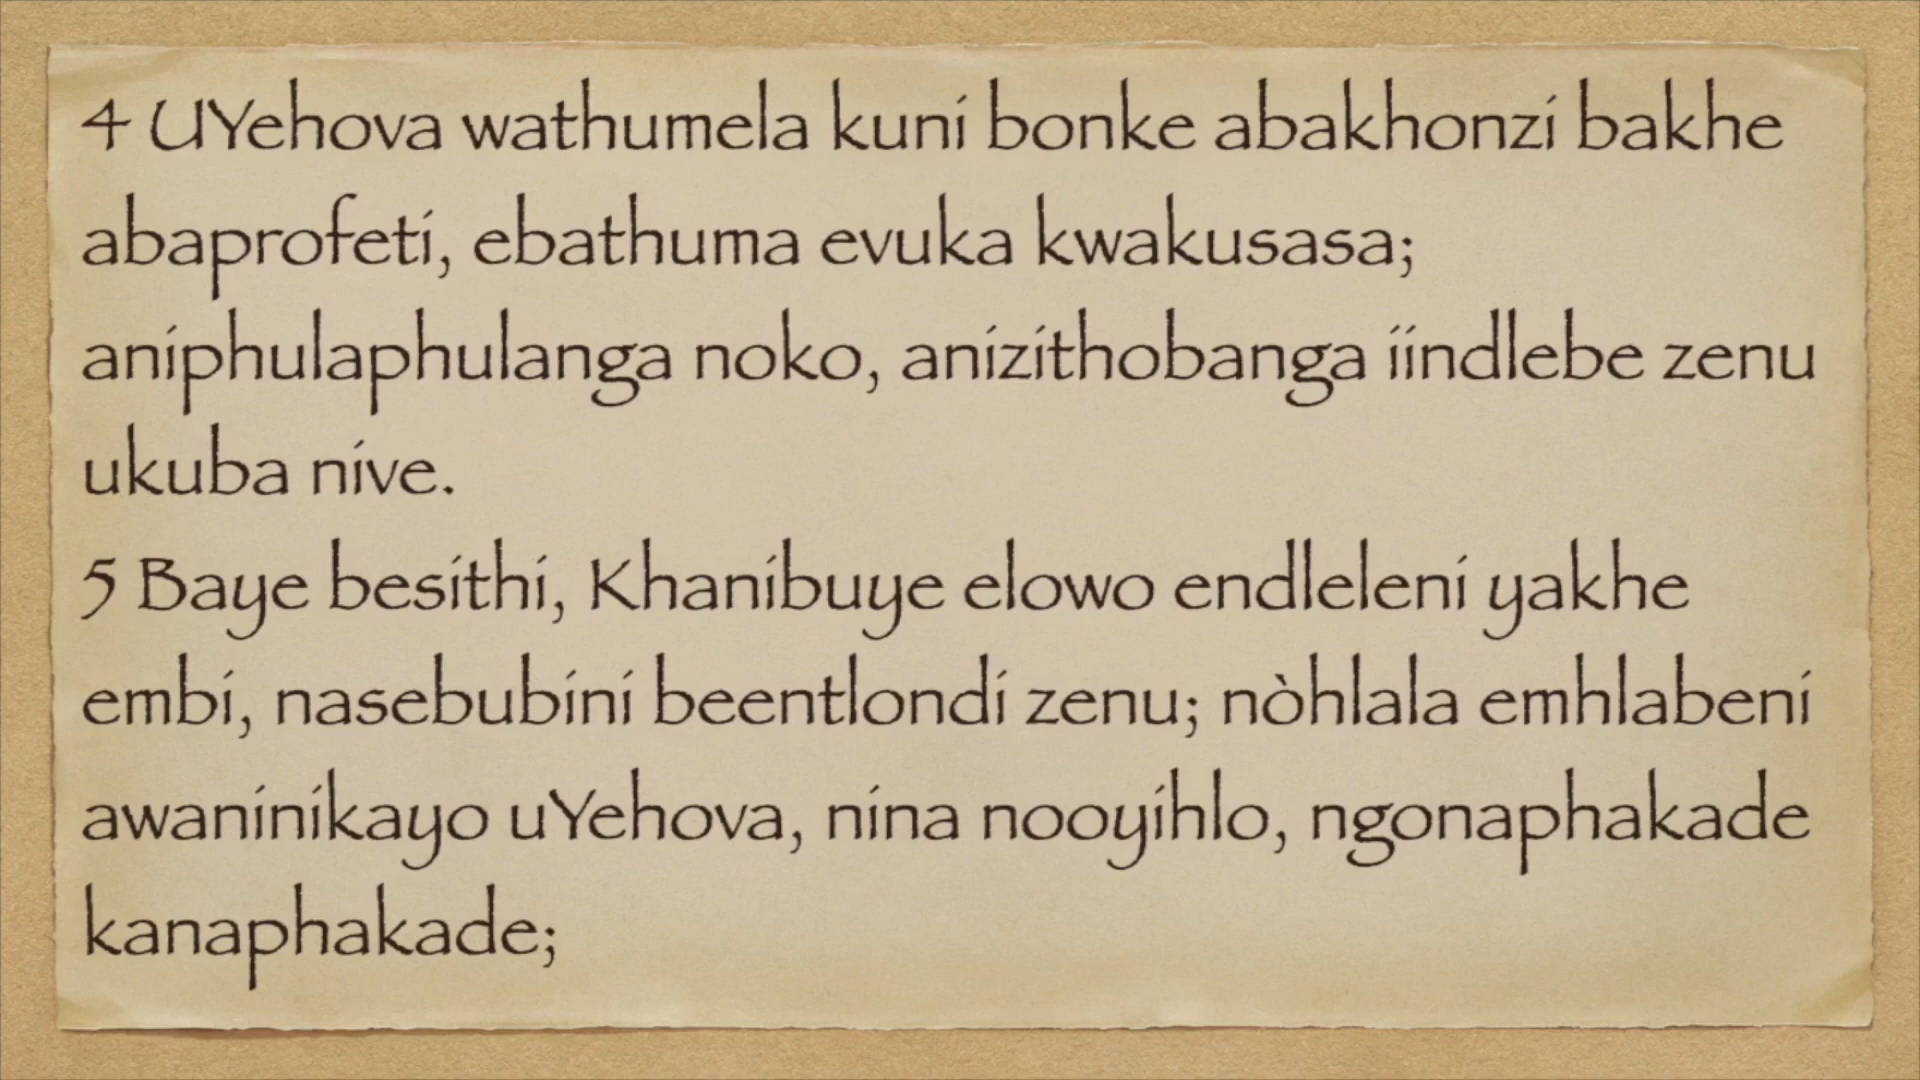 4 UYehova wathumela kuni bonke abakhonzi bakhe
abaprofeti, ebathuma evuka kwakusasa;
aniphulaphulanga noko, anizithobanga iindlebe zenu
ukuba nive.
5 Baye besithi, Khanibuye elowo endleleni yakhe
embi, nasebubini beentlondi zenu; nòhlala emhlabeni
awaninikayo uYehova, nina nooyihlo, ngonaphakade
kanaphakade;